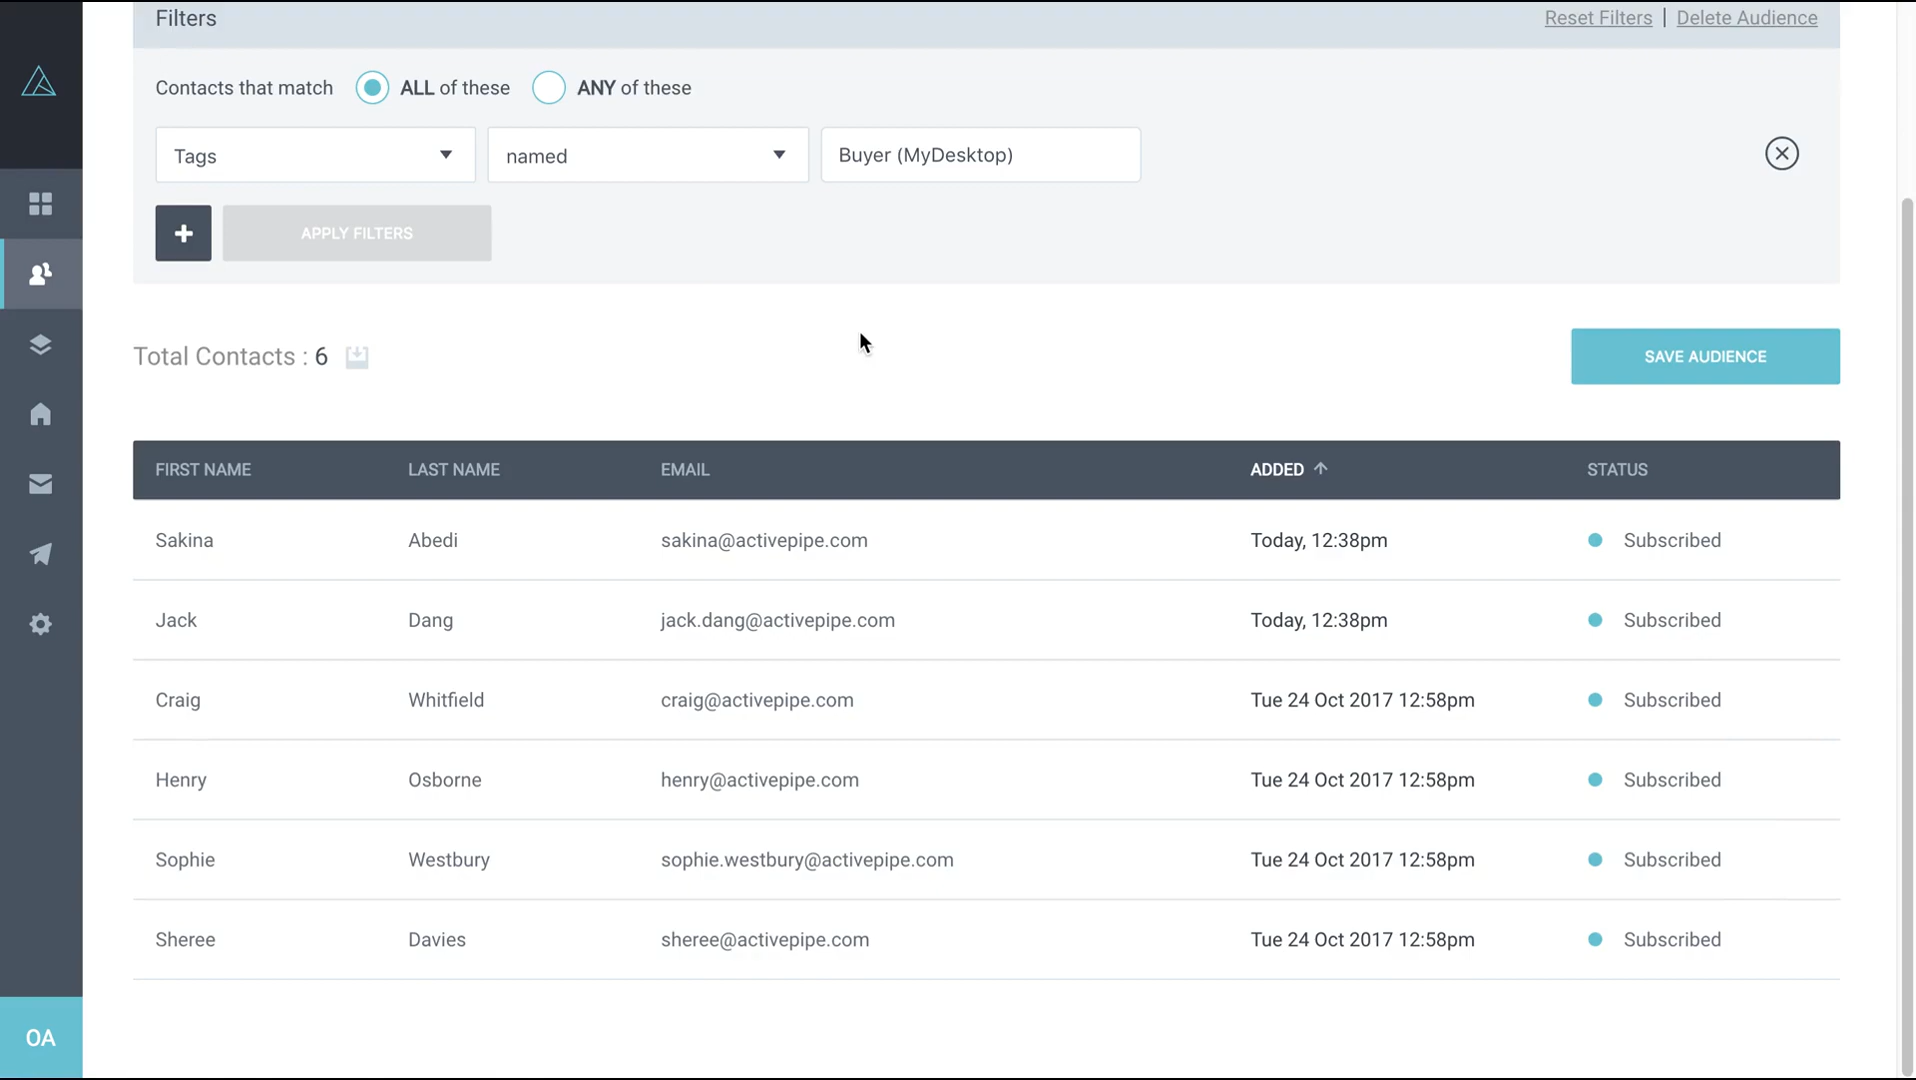 Filters Reset Filters | Delete Audience
Contacts that match ALL of these ANY of these
Tags named Buyer (MyDesktop)
+ APPLY FILTERS
Total Contacts : 6 SAVE AUDIENCE
FIRST NAME LAST NAME EMAIL ADDED STATUS
Sakina Abedi sakina@activepipe.com Today, 12:38pm Subscribed
Jack Dang jack.dang@activepipe.com Today, 12:38pm Subscribed
Craig Whitfield craig@activepipe.com Tue 24 Oct 2017 12:58pm Subscribed
Henry Osborne henry@activepipe.com Tue 24 Oct 2017 12:58pm Subscribed
Sophie Westbury sophie.westbury@activepipe.com Tue 24 Oct 2017 12:58pm Subscribed
Sheree Davies sheree@activepipe.com Tue 24 Oct 2017 12:58pm Subscribed
OA